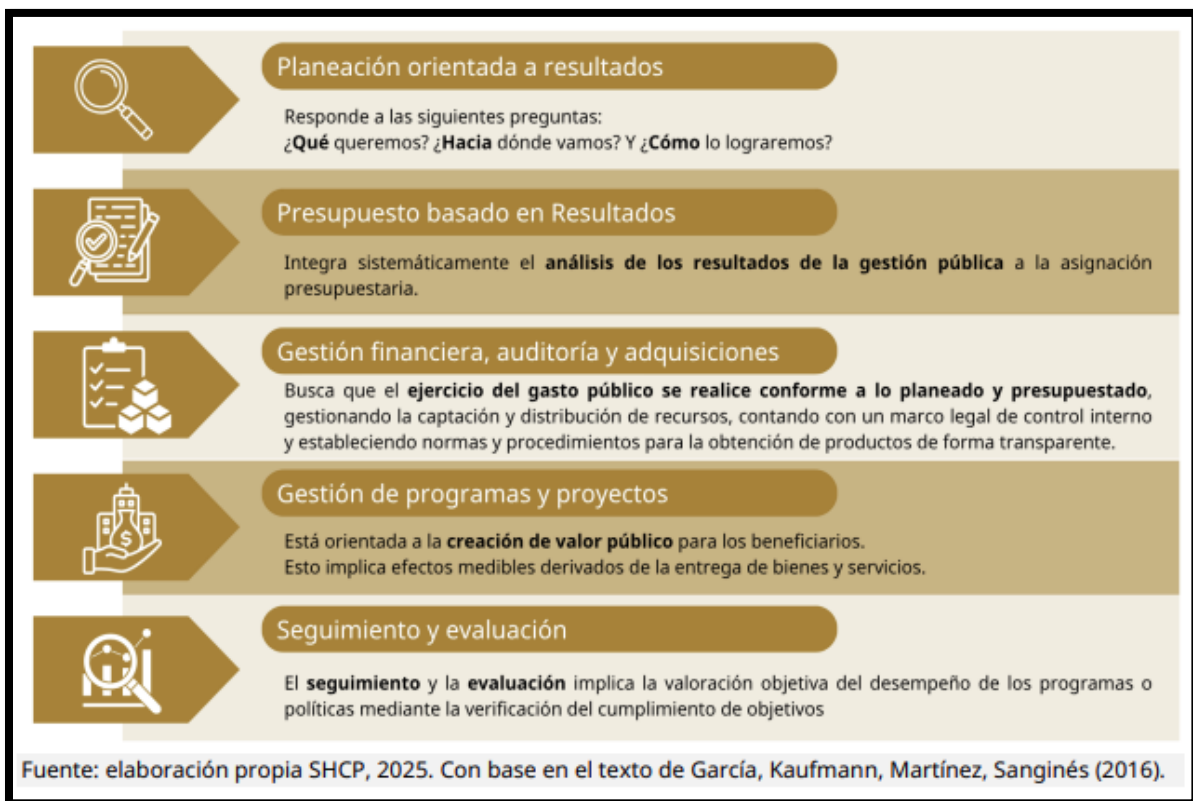 Planeación orientada a resultados
Responde a las siguientes preguntas:
¿Qué queremos? ¿Hacia dónde vamos? Y ¿Cómo lo lograremos?
Presupuesto basado en Resultados
Integra sistemáticamente el análisis de los resultados de la gestión pública a la asignación
presupuestaria.
Gestión financiera, auditoría y adquisiciones
Busca que el ejercicio del gasto público se realice conforme a lo planeado y presupuestado,
gestionando la captación y distribución de recursos, contando con un marco legal de control interno
y estableciendo normas y procedimientos para la obtención de productos de forma transparente.
Gestión de programas y proyectos
Está orientada a la creación de valor público para los beneficiarios.
Esto implica efectos medibles derivados de la entrega de bienes y servicios.
Seguimiento y evaluación
El seguimiento y la evaluación implica la valoración objetiva del desempeño de los programas o
políticas mediante la verificación del cumplimiento de objetivos
Fuente: elaboración propia SHCP, 2025. Con base en el texto de García, Kaufmann, Martínez, Sanginés (2016).